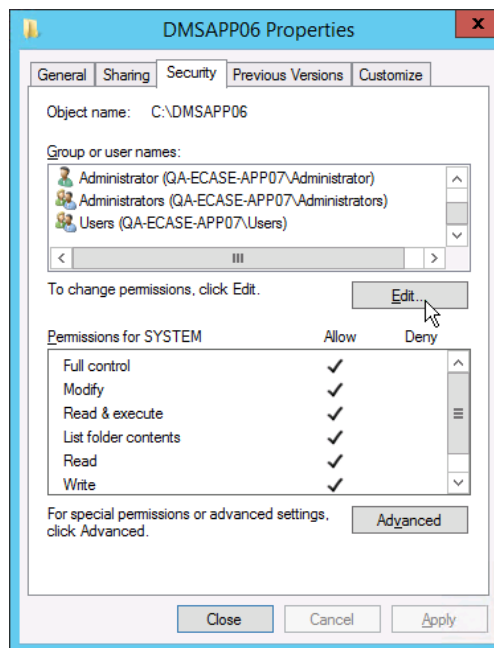 DMSAPP06 Properties
x
General Sharing Security Previous Versions Customize
Object name: C:\DMSAPP06
Group or user names:
Administrator (QA-ECASE-APP07\Administrator)
Administrators (QA-ECASE-APP07\Administrators)
Users (QA-ECASE-APP07\Users)
To change permissions, click Edit.
Edit...
Permissions for SYSTEM Allow Deny
Full control
Modify
Read & execute
List folder contents
Read
Write
For special permissions or advanced settings,
click Advanced.
Advanced
Close Cancel Apply